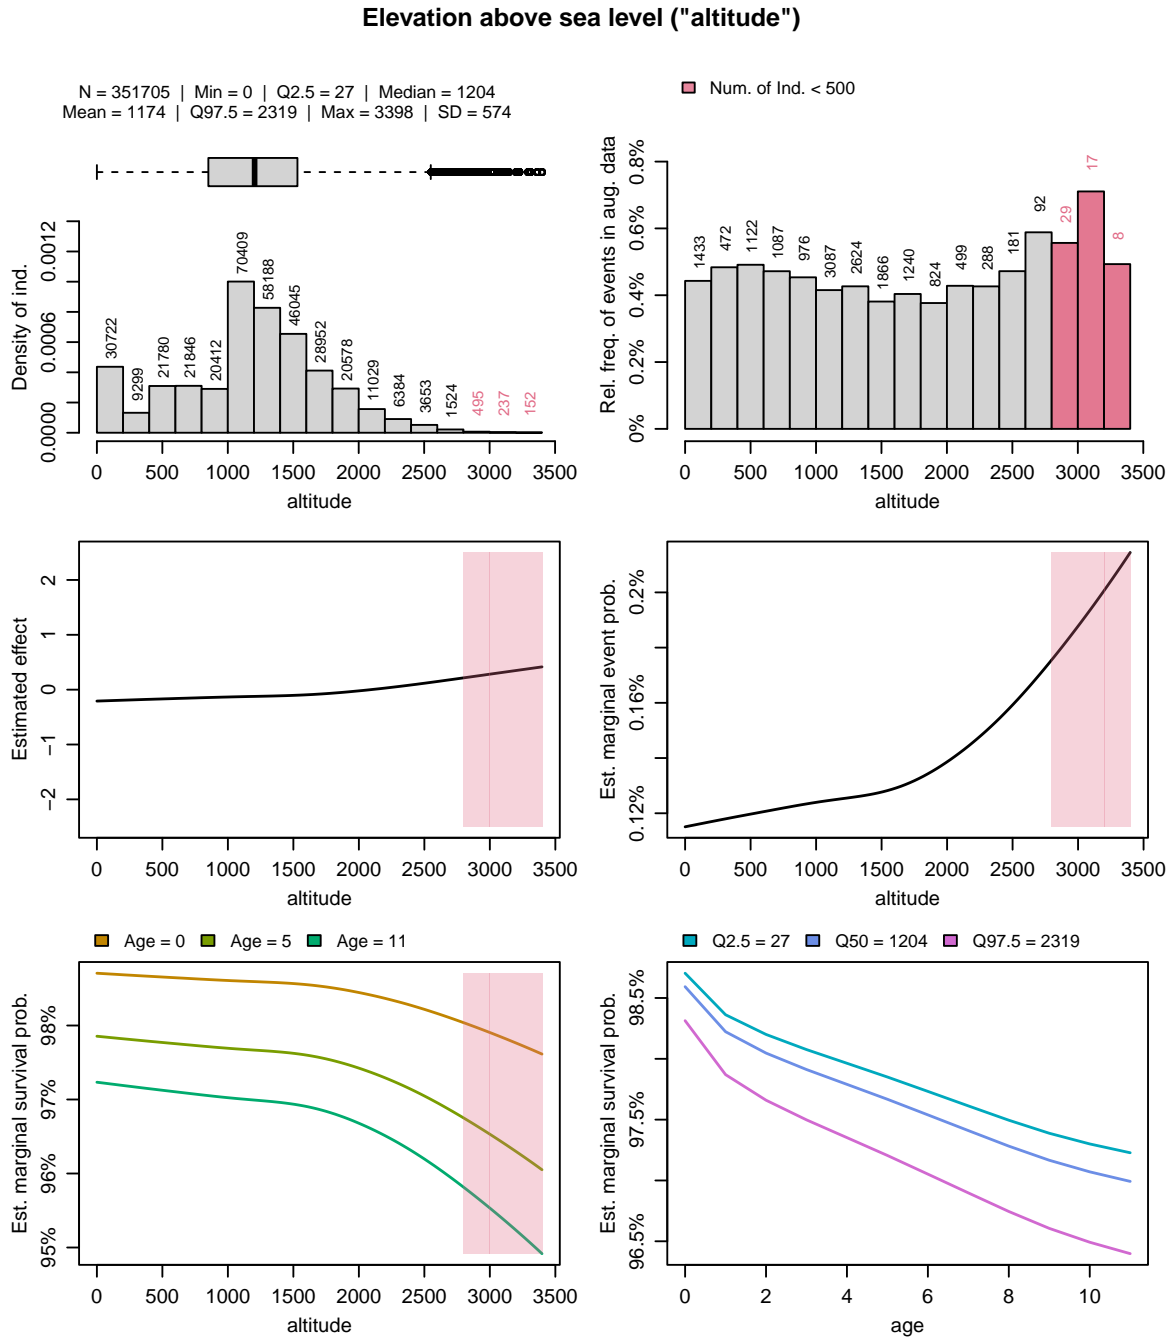 Elevation above sea level ("altitude")
N = 351705 | Min = 0 | Q2.5 = 27 | Median = 1204
Mean = 1174 | Q97.5 = 2319 | Max = 3398 | SD = 574
Density of ind.
0.0000 0.0006 0.0012
30722 9299 21780 21846 20412 70409 58188 46045 28952 20578 11029 6384 3653 1524 495 237 152
0 500 1000 1500 2000 2500 3000 3500
altitude
Num. of Ind. < 500
Rel. freq. of events in aug. data
0% 0.2% 0.4% 0.6% 0.8%
1433 472 1122 1087 976 3087 2624 1866 1240 824 499 288 181 92 29 17 8
0 500 1000 1500 2000 2500 3000 3500
altitude
Estimated effect
−2 −1 0 1 2
0 500 1000 1500 2000 2500 3000 3500
altitude
Est. marginal event prob.
0.12% 0.16% 0.2%
0 500 1000 1500 2000 2500 3000 3500
altitude
Age = 0 Age = 5 Age = 11
Est. marginal survival prob.
95% 96% 97% 98%
0 500 1000 1500 2000 2500 3000 3500
altitude
Q2.5 = 27 Q50 = 1204 Q97.5 = 2319
Est. marginal survival prob.
96.5% 97.5% 98.5%
0 2 4 6 8 10
age